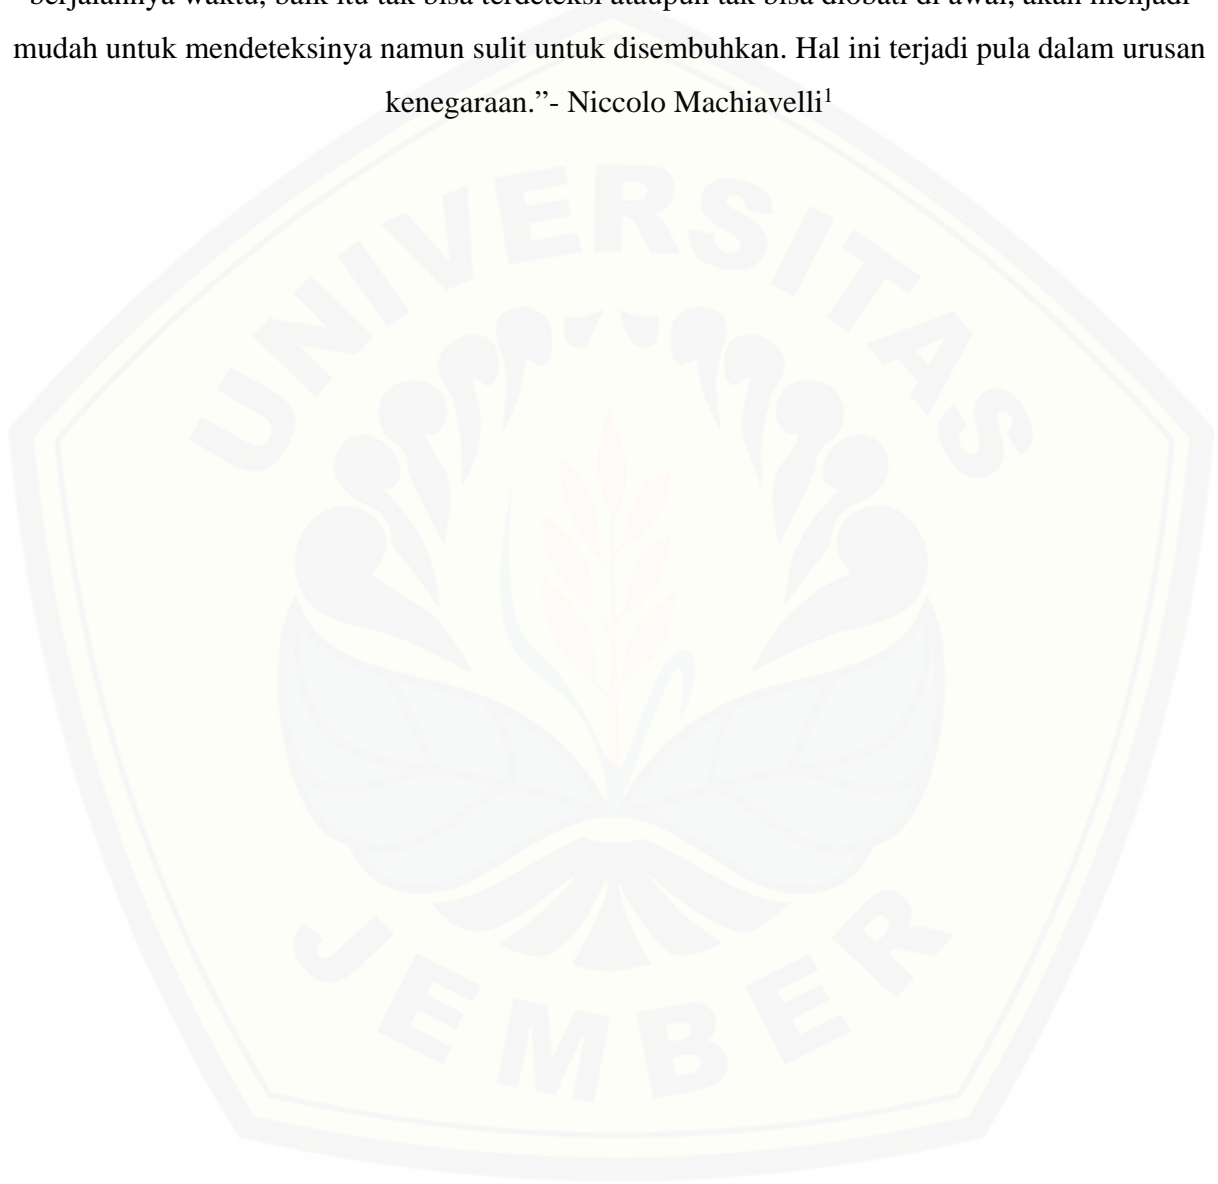 berjalannya waktu, baik itu tak bisa terdeteksi ataupun tak bisa diobati di awal, akan menjadi
mudah untuk mendeteksinya namun sulit untuk disembuhkan. Hal ini terjadi pula dalam urusan
kenegaraan.”- Niccolo Machiavelli¹
UNIVERSITAS
JEMBER